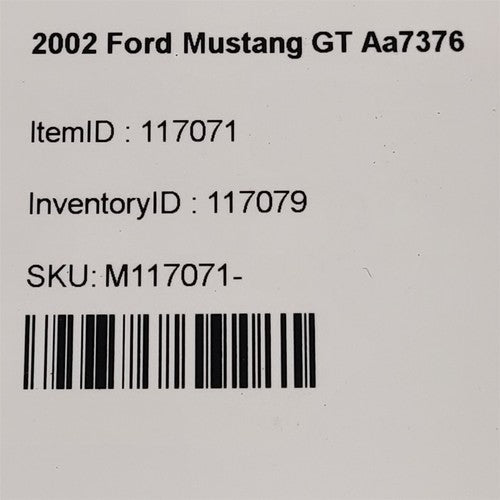 2002 Ford Mustang GT Aa7376
ItemID : 117071
InventoryID : 117079
SKU: M117071-